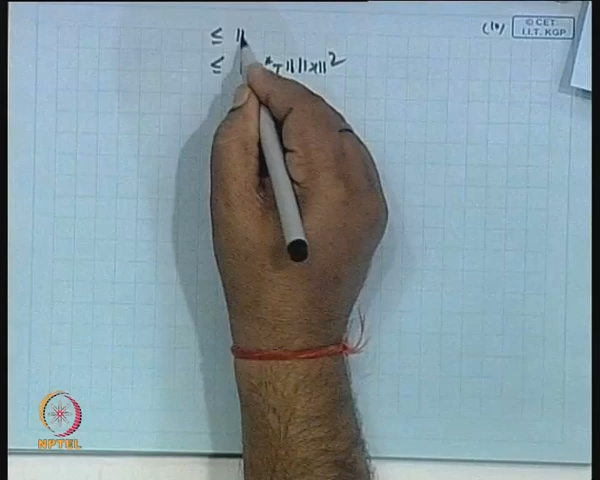 ≤ ||
(10)
© CET
I.I.T. KGP
≤ *T|| ||x||²
NPTEL